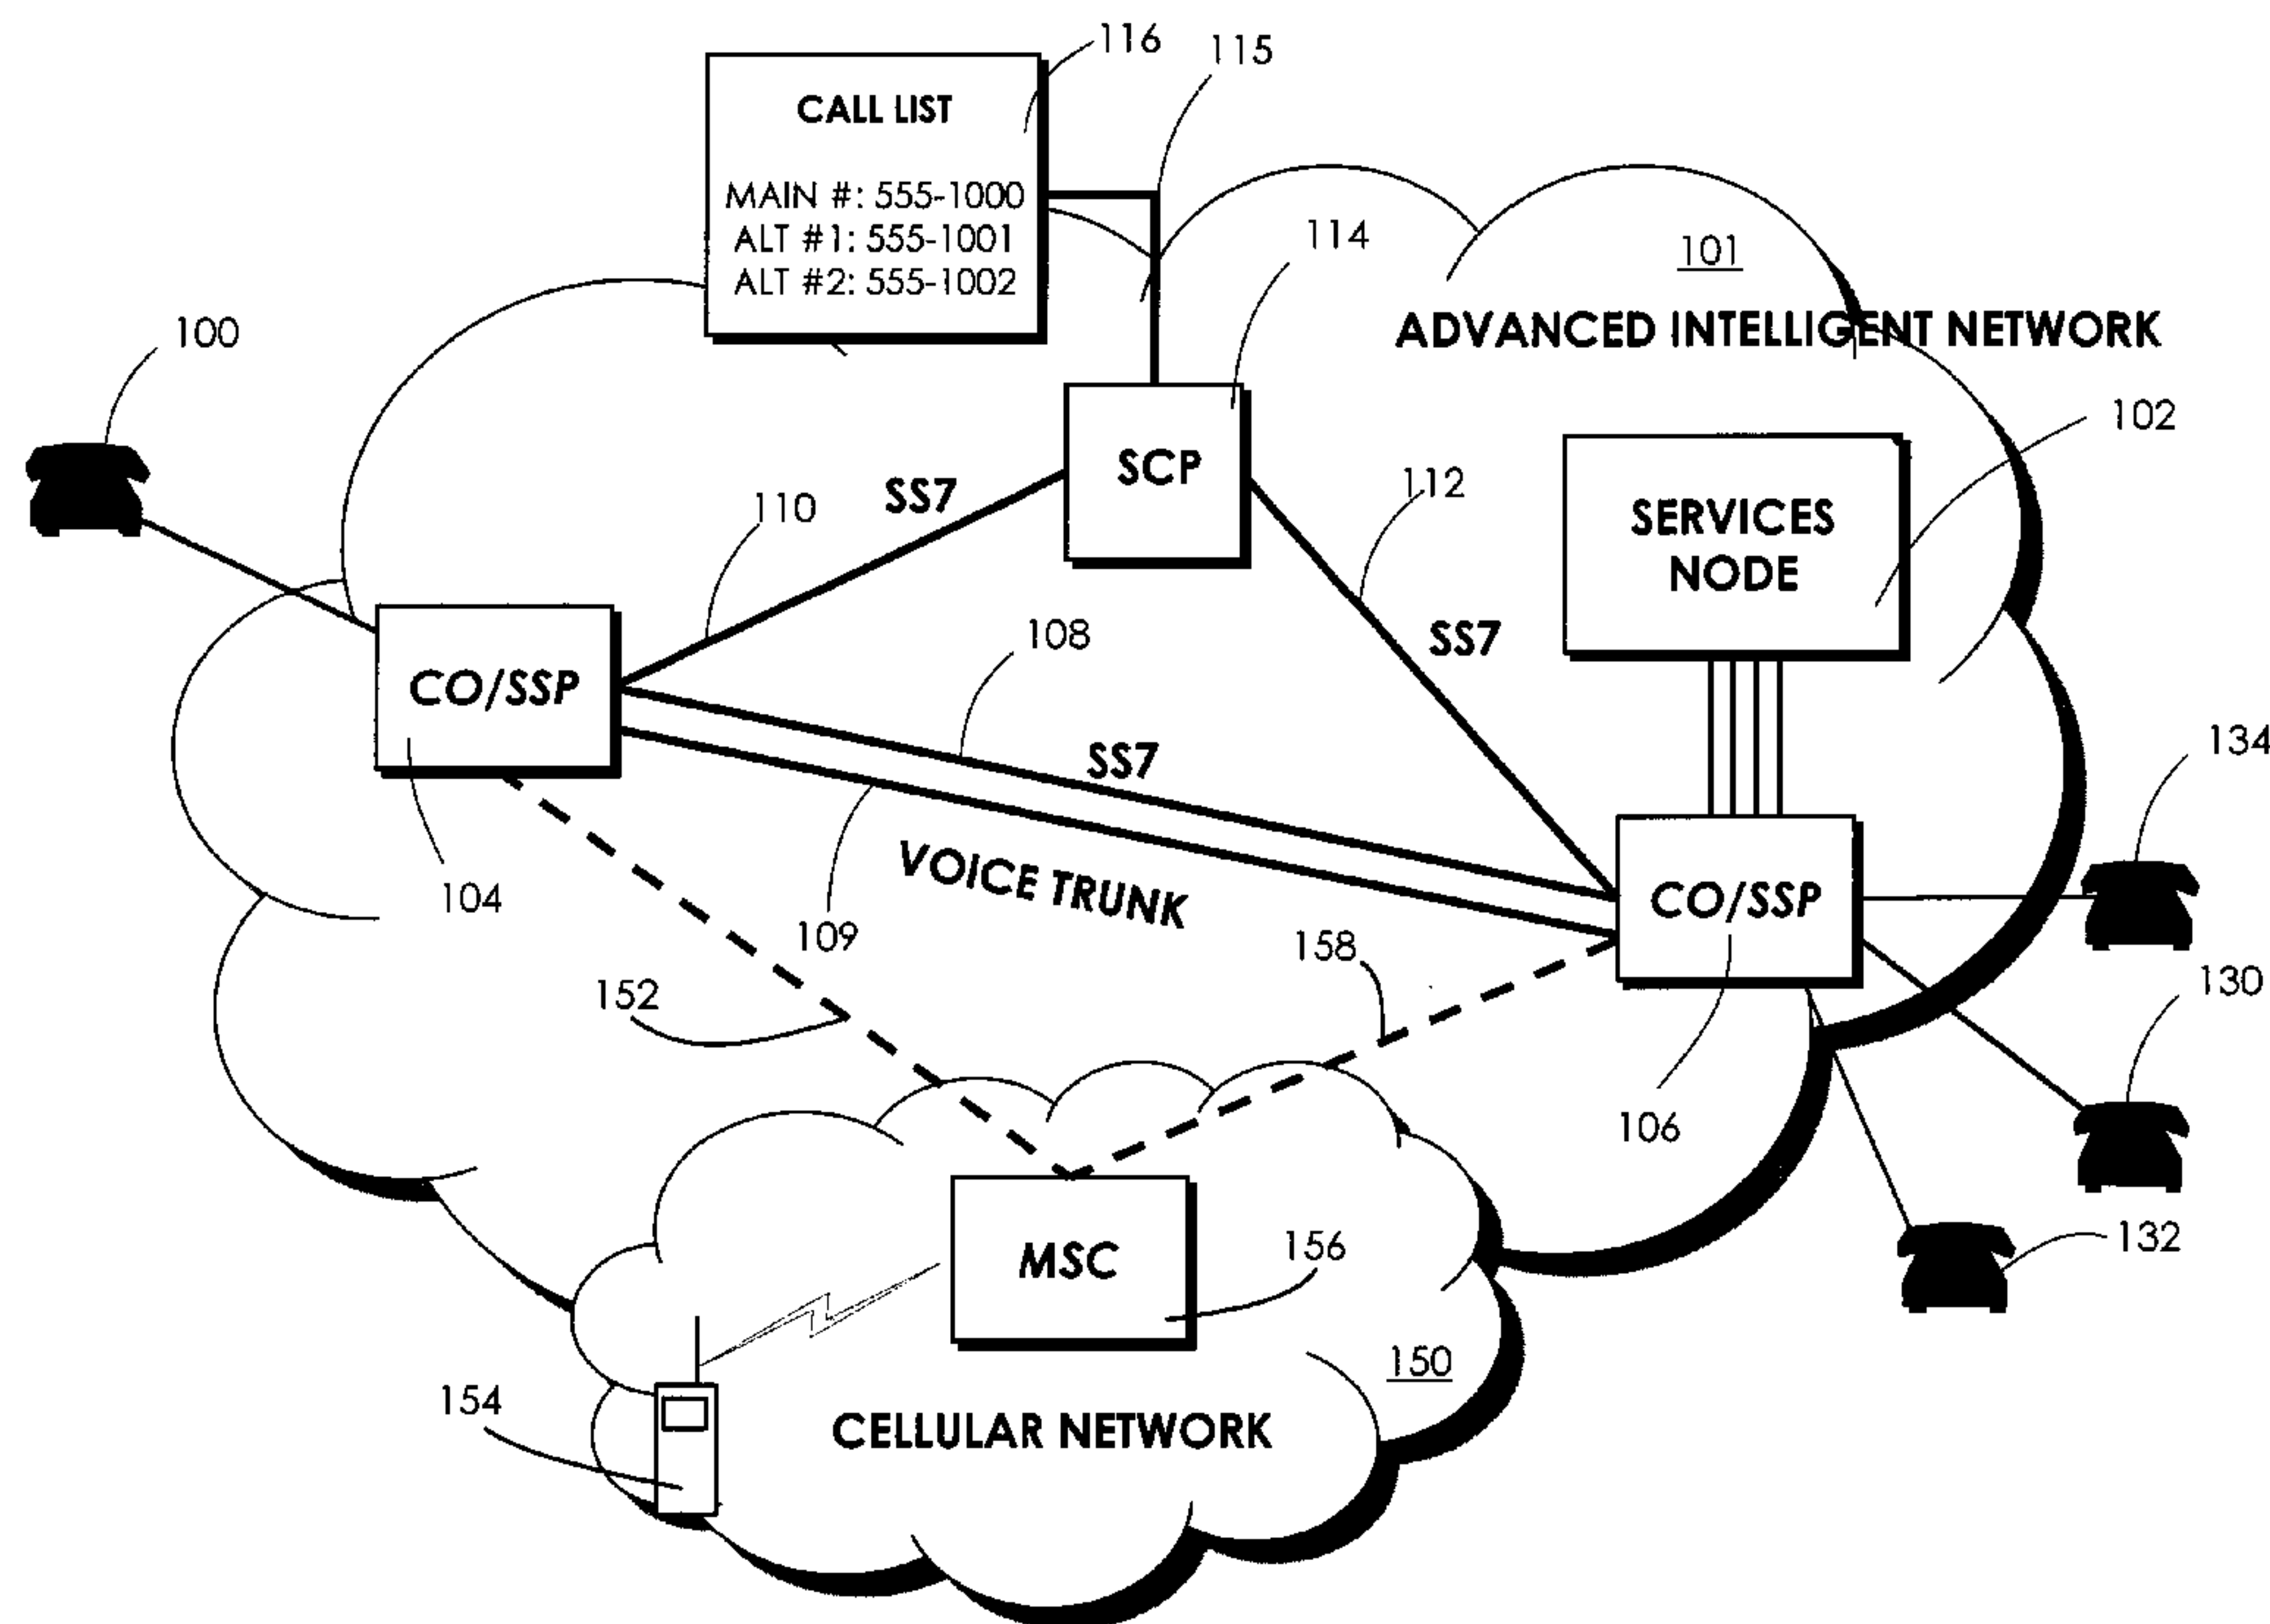 116
115
CALL LIST
MAIN #: 555-1000
ALT #1: 555-1001
ALT #2: 555-1002
114
101
ADVANCED INTELLIGENT NETWORK
100
102
SCP
SS7
112
110
SERVICES
NODE
108
SS7
CO/SSP
134
SS7
VOICE TRUNK
104
CO/SSP
109
158
152
130
106
132
156
MSC
150
154
CELLULAR NETWORK